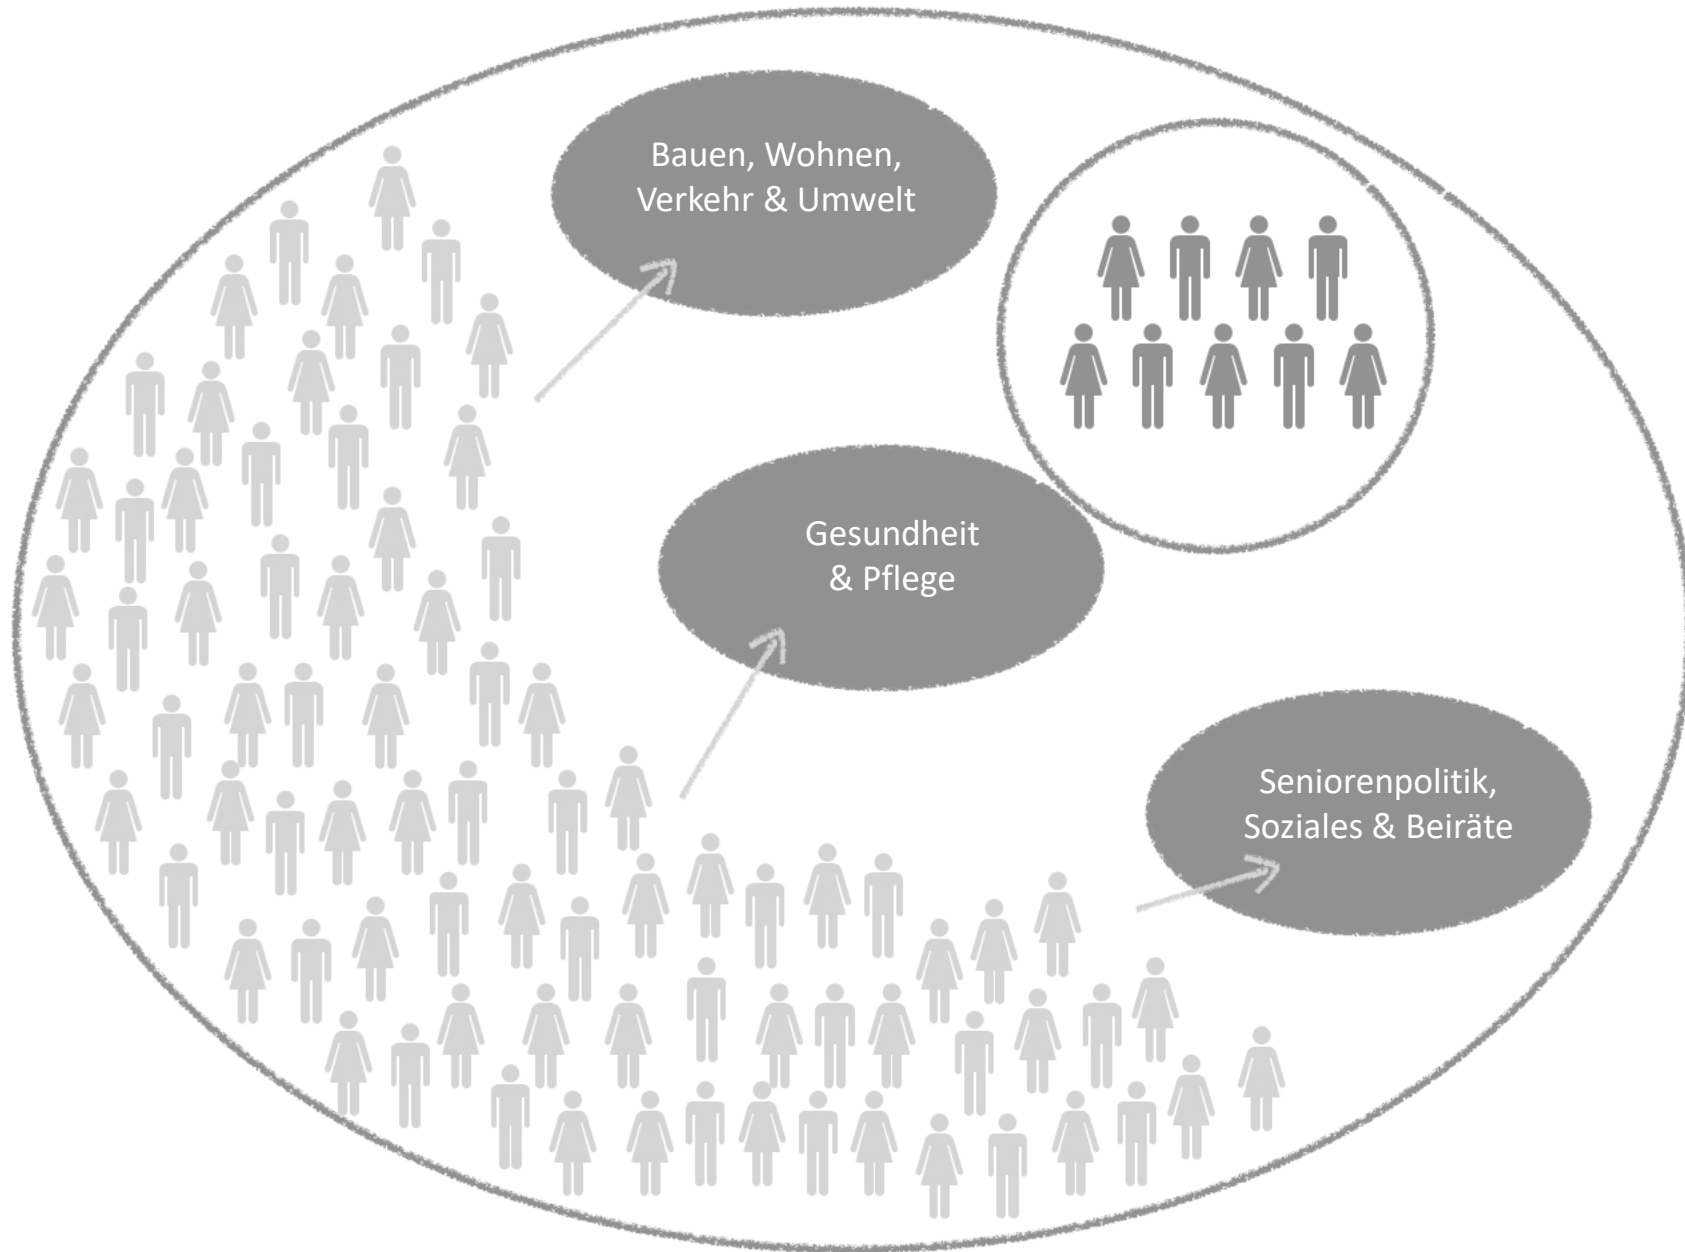 Bauen, Wohnen,
Verkehr & Umwelt
Gesundheit
& Pflege
Seniorenpolitik,
Soziales & Beiräte